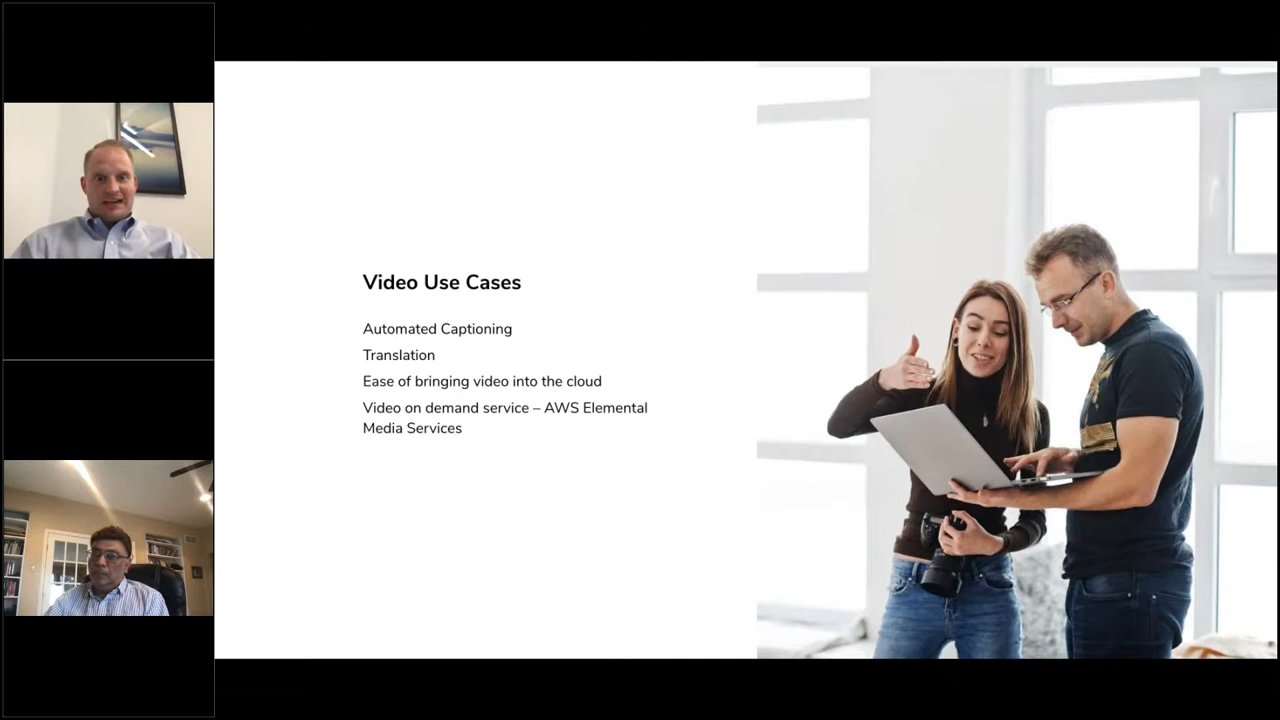 Video Use Cases
Automated Captioning
Translation
Ease of bringing video into the cloud
Video on demand service – AWS Elemental
Media Services